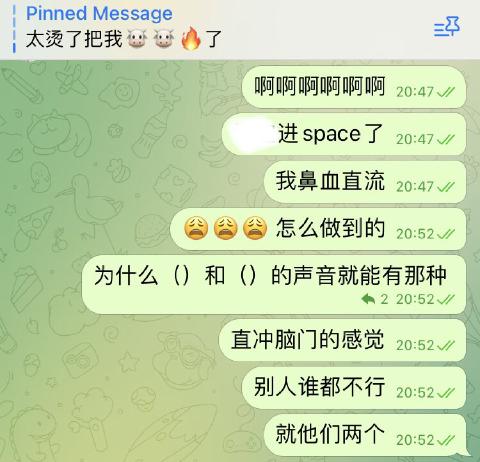 Pinned Message
太烫了把我🐮🐮🔥了
啊啊啊啊啊啊 20:47
进space了 20:47
我鼻血直流 20:47
😩😩😩 怎么做到的 20:52
为什么（）和（）的声音就能有那种
2 20:52
直冲脑门的感觉 20:52
别人谁都不行 20:52
就他们两个 20:52